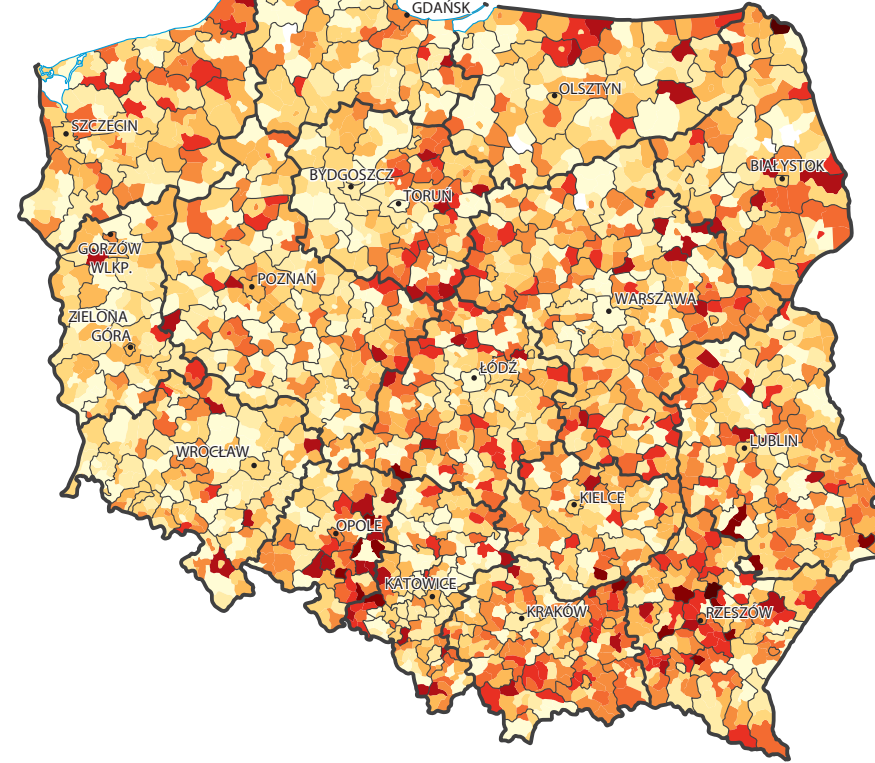 GDAŃSK
OLSZTYN
SZCZECIN
BIAŁYSTOK
BYDGOSZCZ
TORUŃ
GORZÓW
WLKP.
POZNAŃ
WARSZAWA
ZIELONA
GÓRA
ŁÓDŹ
LUBLIN
WROCŁAW
KIELCE
OPOLE
KATOWICE
KRAKÓW
RZESZÓW